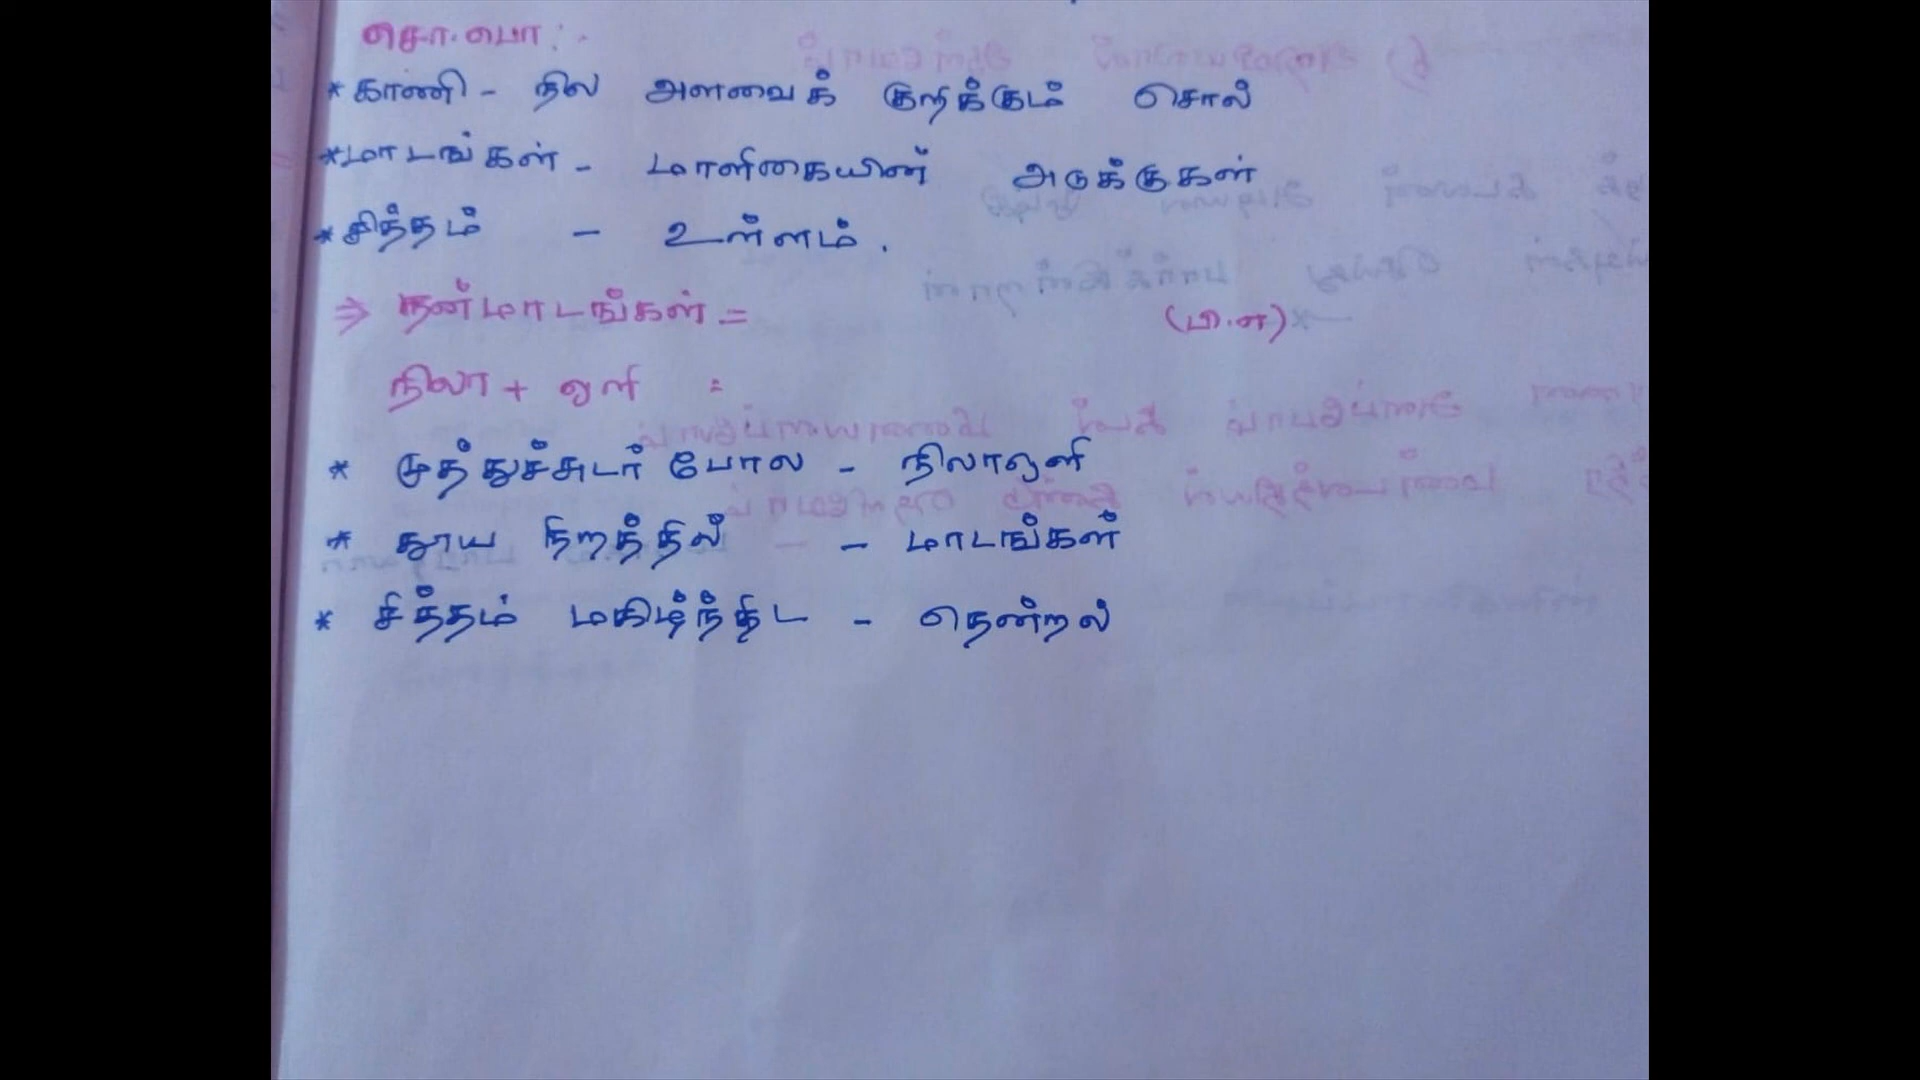 சொ.பொ :-
* காணி - நில அளவைக் குறிக்கும் சொல்
* மாடங்கள் - மாளிகையின் அடுக்குகள்
* சித்தம் - உள்ளம்.
⇒ நன்மாடங்கள் = (ம.எ)
நிலா + ஒளி =
* முத்துச்சுடர் போல - நிலாஒளி
* தூய நிறத்தில் - மாடங்கள்
* சித்தம் மகிழ்ந்திட - தென்றல்